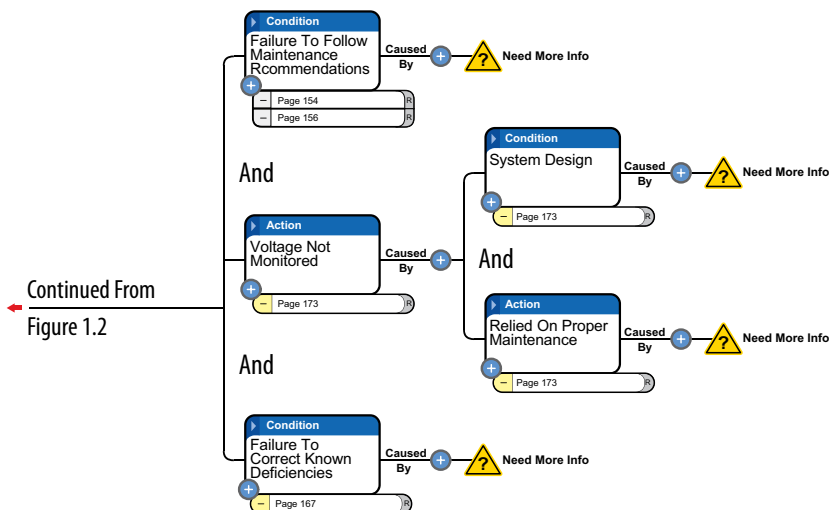 Condition
Failure To Follow
Maintenance
Rcommendations
Caused
By
?
Need More Info
– Page 154 R
– Page 156 R
And
Condition
System Design
Caused
By
?
Need More Info
– Page 173 R
Action
Voltage Not
Monitored
Caused
By
– Page 173 R
And
Continued From
Figure 1.2
Action
Relied On Proper
Maintenance
Caused
By
?
Need More Info
– Page 173 R
And
Condition
Failure To
Correct Known
Deficiencies
Caused
By
?
Need More Info
– Page 167 R